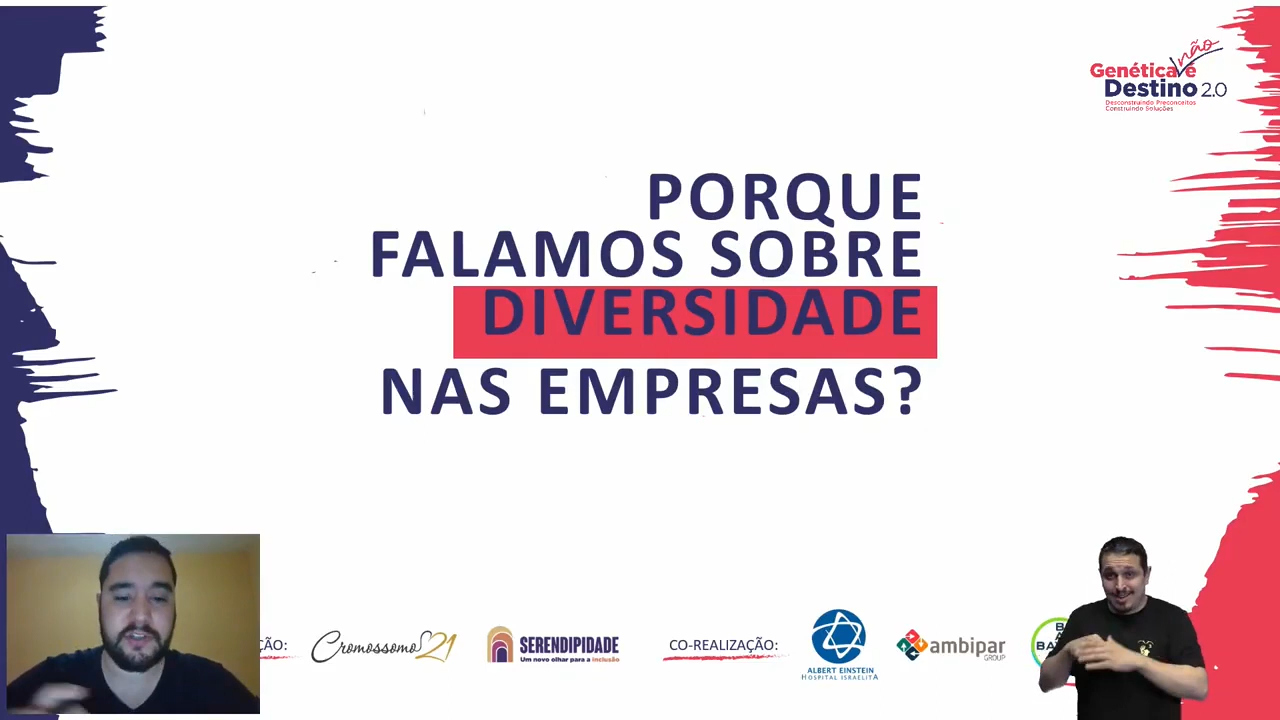 não
Genética é
Destino 2.0
Desconstruindo Preconceitos
Construindo Soluções
PORQUE
FALAMOS SOBRE
DIVERSIDADE
NAS EMPRESAS?
ÇÃO:
Cromossomo 21
SERENDIPIDADE
Um novo olhar para a inclusão
CO-REALIZAÇÃO:
ALBERT EINSTEIN
HOSPITAL ISRAELITA
ambipar
GROUP